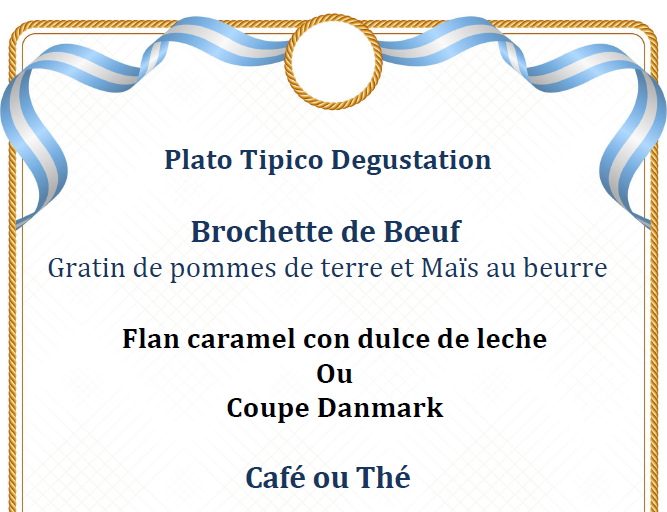 Plato Tipico Degustation
Brochette de Bœuf
Gratin de pommes de terre et Maïs au beurre
Flan caramel con dulce de leche
Ou
Coupe Danmark
Café ou Thé